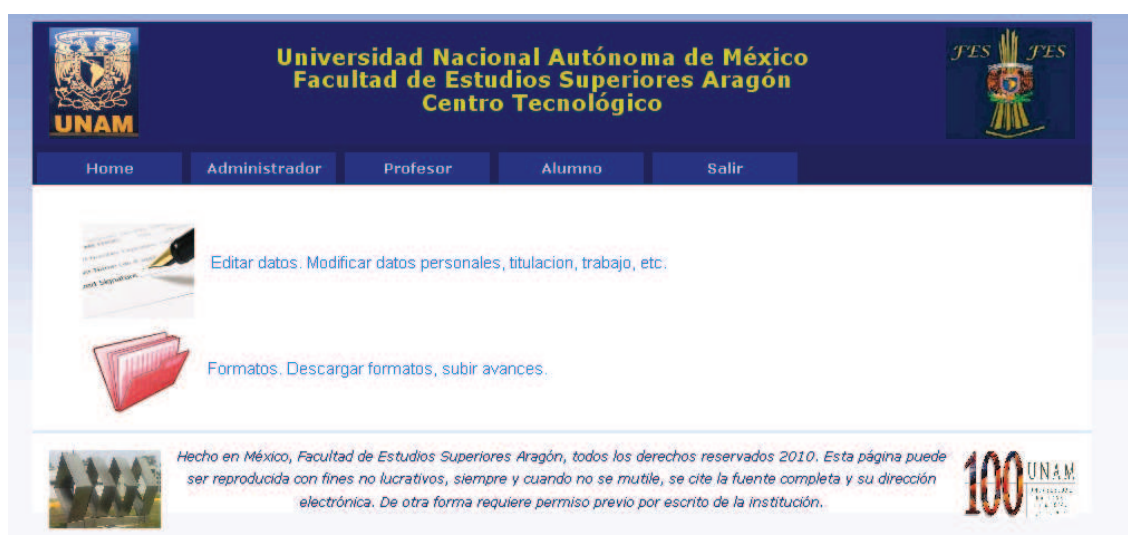 Universidad Nacional Autónoma de México
Facultad de Estudios Superiores Aragón
Centro Tecnológico
UNAM
FES FES
Home Administrador Profesor Alumno Salir
Editar datos. Modificar datos personales, titulacion, trabajo, etc.
Formatos. Descargar formatos, subir avances.
Hecho en México, Facultad de Estudios Superiores Aragón, todos los derechos reservados 2010. Esta página puede
ser reproducida con fines no lucrativos, siempre y cuando no se mutile, se cite la fuente completa y su dirección
electrónica. De otra forma requiere permiso previo por escrito de la institución.
100 UNAM